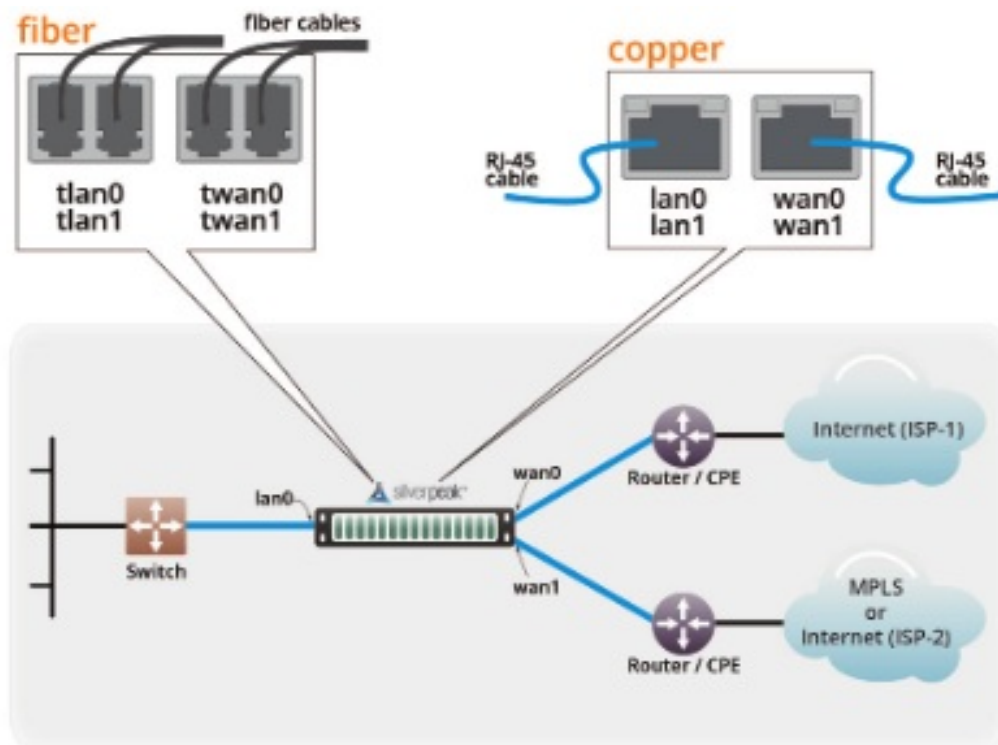 fiber
fiber cables
tlan0
tlan1
twan0
twan1
copper
RJ-45
cable
lan0
lan1
wan0
wan1
RJ-45
cable
Internet (ISP-1)
Router / CPE
wan0
silverpeak
lan0
Switch
wan1
MPLS
or
Internet (ISP-2)
Router / CPE